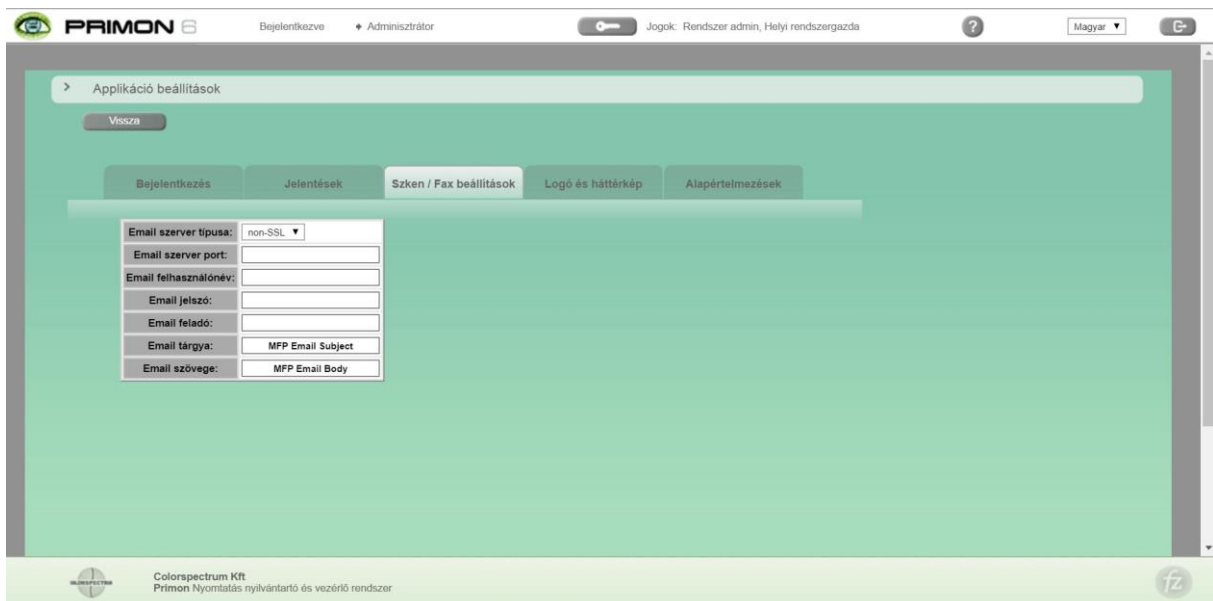 PRIMON 6 Bejelentkezve Adminisztrátor Jogok: Rendszer admin, Helyi rendszergazda ? Magyar
Applikáció beállítások
Vissza
Bejelentkezés Jelentések Szken / Fax beállítások Logó és háttérkép Alapértelmezések
Email szerver típusa: non-SSL
Email szerver port:
Email felhasználónév:
Email jelszó:
Email feladó:
Email tárgya: MFP Email Subject
Email szövege: MFP Email Body
COLORSPECTRUM
Colorspectrum Kft
Primon Nyomtatás nyilvántartó és vezérlő rendszer
fz